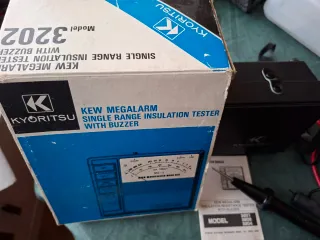 KYORITSU
Model 3202
KEW MEGALARM
SINGLE RANGE INSULATION TESTER
WITH BUZZER
KYORITSU
KYORITSU
KEW MEGALARM
SINGLE RANGE INSULATION TESTER
WITH BUZZER
MODEL